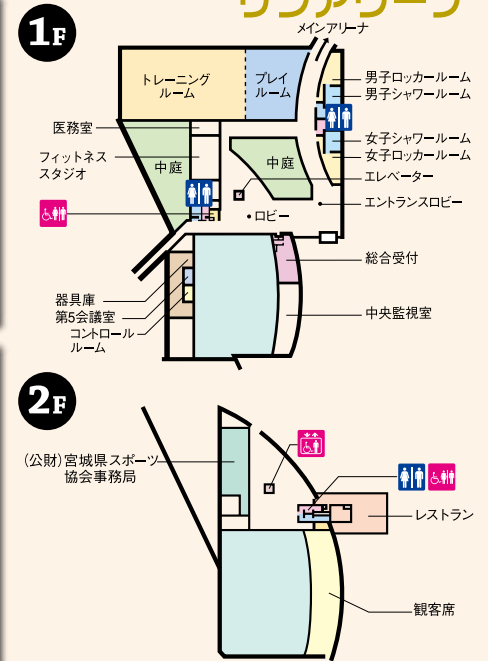 サブアリーナ
1F
メインアリーナ
トレーニング
ルーム
プレイ
ルーム
男子ロッカールーム
男子シャワールーム
医務室
フィットネス
スタジオ
中庭
中庭
女子シャワールーム
女子ロッカールーム
エレベーター
エントランスロビー
ロビー
総合受付
器具庫
第5会議室
コントロール
ルーム
中央監視室
2F
(公財)宮城県スポーツ
協会事務局
レストラン
観客席